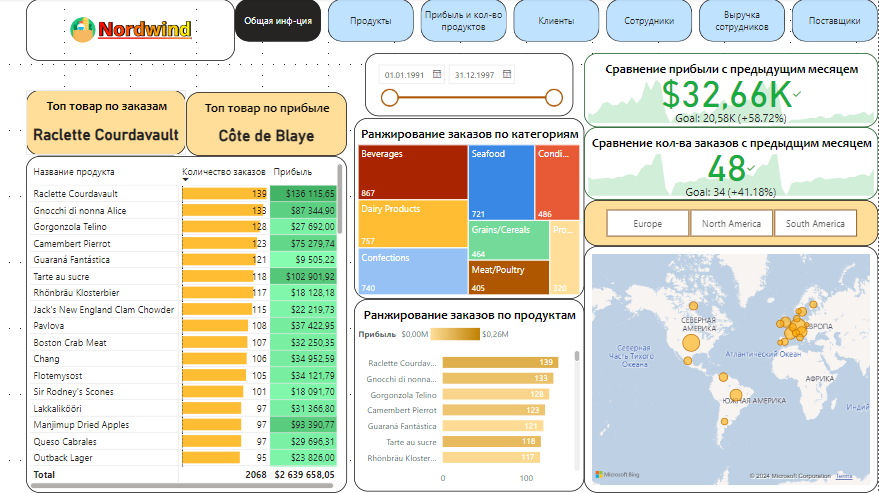 Nordwind
Общая инф-ция
Продукты
Прибыль и кол-во
продуктов
Клиенты
Сотрудники
Выручка
сотрудников
Поставщики
01.01.1991
31.12.1997
Топ товар по заказам
Raclette Courdavault
Топ товар по прибыле
Côte de Blaye
Название продукта Количество заказов Прибыль
Raclette Courdavault 139 $136 115,65
Gnocchi di nonna Alice 133 $87 344,90
Gorgonzola Telino 128 $27 692,00
Camembert Pierrot 123 $75 279,74
Guaraná Fantástica 121 $9 505,22
Tarte au sucre 118 $102 901,92
Rhönbräu Klosterbier 117 $18 128,18
Jack's New England Clam Chowder 115 $22 219,73
Pavlova 108 $37 422,95
Boston Crab Meat 107 $32 250,35
Chang 106 $34 952,59
Flotemysost 105 $34 121,79
Sir Rodney's Scones 101 $18 091,70
Lakkalikööri 97 $31 366,80
Manjimup Dried Apples 97 $93 390,77
Queso Cabrales 97 $29 696,31
Outback Lager 95 $23 826,00
Total 2068 $2 639 658,05
Ранжирование заказов по категориям
Beverages
867
Dairy Products
757
Confections
740
Seafood
721
Condi...
486
Grains/Cereals
464
Meat/Poultry
405
Pro...
320
Ранжирование заказов по продуктам
Прибыль $0,00M $0,26M
Raclette Courdav... 139
Gnocchi di nonna... 133
Gorgonzola Telino 128
Camembert Pierrot 123
Guaraná Fantástica 121
Tarte au sucre 118
Rhönbräu Kloster... 117
0 100
Сравнение прибыли с предыдущим месяцем
$32,66K
Goal: 20,58K (+58.72%)
Сравнение кол-ва заказов с предыдщим месяцем
48
Goal: 34 (+41.18%)
Europe
North America
South America
СЕВЕРНАЯ
АМЕРИКА
ЕВРОПА
Северная
Часть Тихого
Океана
Атлантический Океан
АФРИКА
ЮЖНАЯ АМЕРИКА
Индий
Microsoft Bing
© 2024 Microsoft Corporation Terms